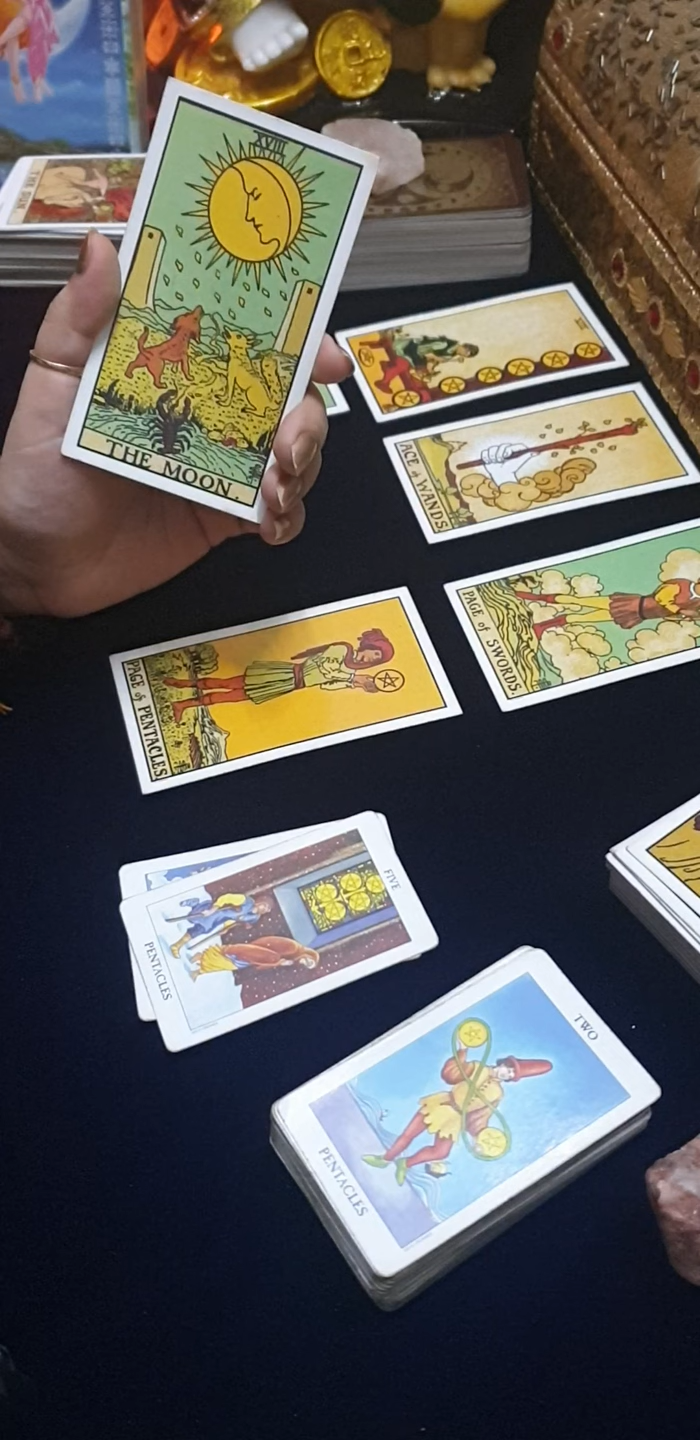 XVIII
THE MOON.
ACE of WANDS.
PAGE of SWORDS.
PAGE of PENTACLES.
FIVE
PENTACLES
TWO
PENTACLES